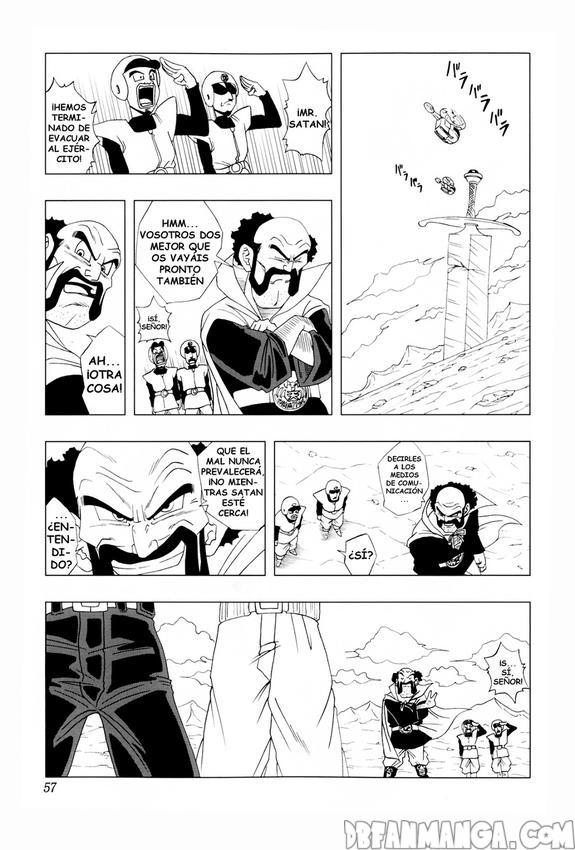 バラバラ
バラバラ
¡MR.
SATAN!
¡HEMOS
TERMI-
NADO DE
EVACUAR
AL EJÉR-
CITO!
HMM...
VOSOTROS DOS
MEJOR QUE
OS VAYÁIS
PRONTO
TAMBIÉN
¡SÍ,
SEÑOR!
AH...
¡OTRA
COSA!
DECIRLES
A LOS
MEDIOS
DE COMU-
NICACIÓN
...
¿SÍ?
QUE EL
MAL NUNCA
PREVALECERÁ,
¡NO MIEN-
TRAS SATAN
ESTÉ
CERCA!
...
¿EN-
TENDI-
DO?
¡S...
SÍ,
SEÑOR!
57
DBFANMANGA.COM